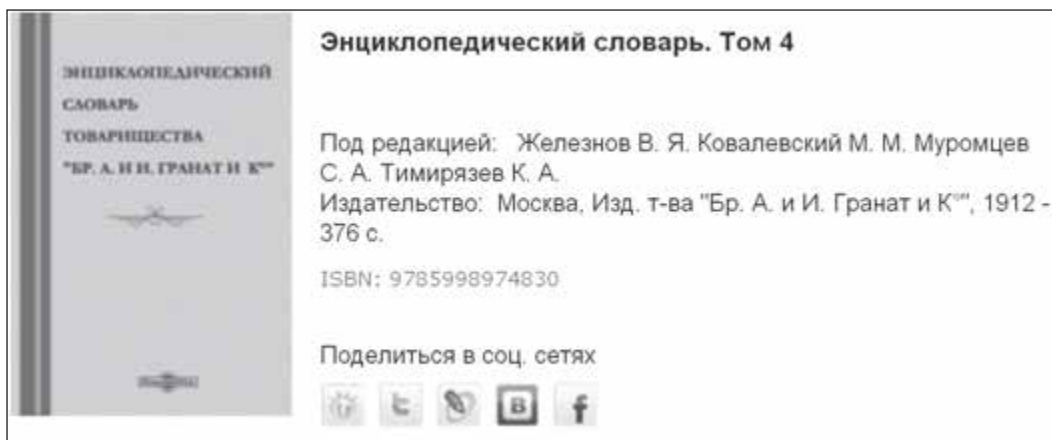 ЭНЦИКЛОПЕДИЧЕСКИЙ
СЛОВАРЬ
ТОВАРИЩЕСТВА
"БР. А. И И. ГРАНАТ И К°"
Энциклопедический словарь. Том 4
Под редакцией: Железнов В. Я. Ковалевский М. М. Муромцев
С. А. Тимирязев К. А.
Издательство: Москва, Изд. т-ва "Бр. А. и И. Гранат и К°", 1912 -
376 с.
ISBN: 9785998974830
Поделиться в соц. сетях